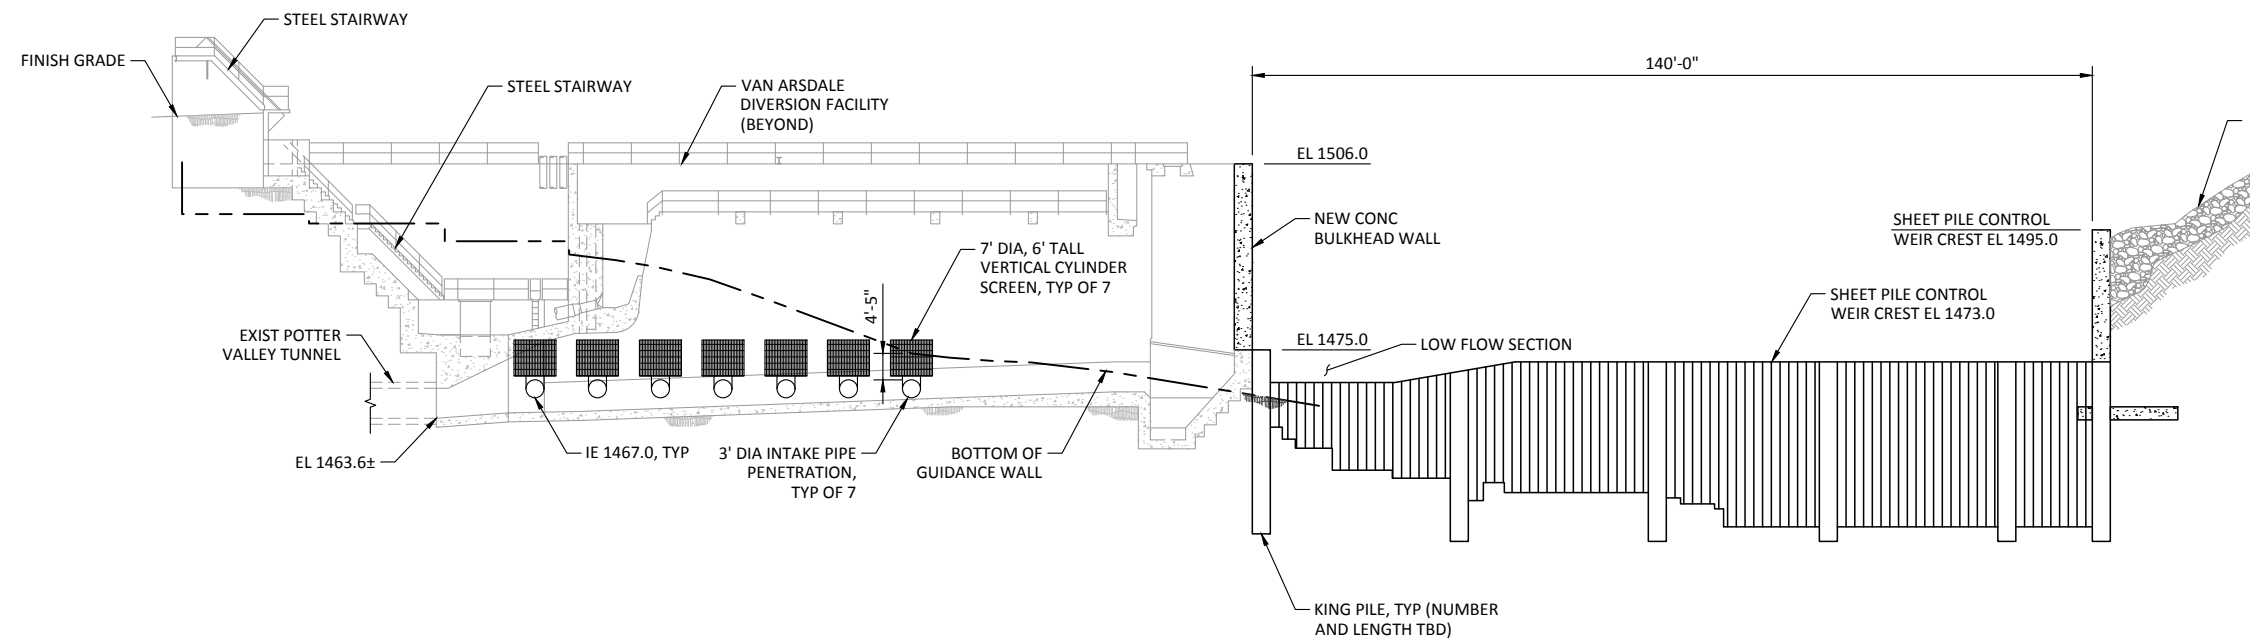 STEEL STAIRWAY
FINISH GRADE
STEEL STAIRWAY
VAN ARSDALE
DIVERSION FACILITY
(BEYOND)
140'-0"
EL 1506.0
NEW CONC
BULKHEAD WALL
SHEET PILE CONTROL
WEIR CREST EL 1495.0
7' DIA, 6' TALL
VERTICAL CYLINDER
SCREEN, TYP OF 7
4'-5"
SHEET PILE CONTROL
WEIR CREST EL 1473.0
EXIST POTTER
VALLEY TUNNEL
EL 1475.0
LOW FLOW SECTION
EL 1463.6±
IE 1467.0, TYP
3' DIA INTAKE PIPE
PENETRATION,
TYP OF 7
BOTTOM OF
GUIDANCE WALL
KING PILE, TYP (NUMBER
AND LENGTH TBD)